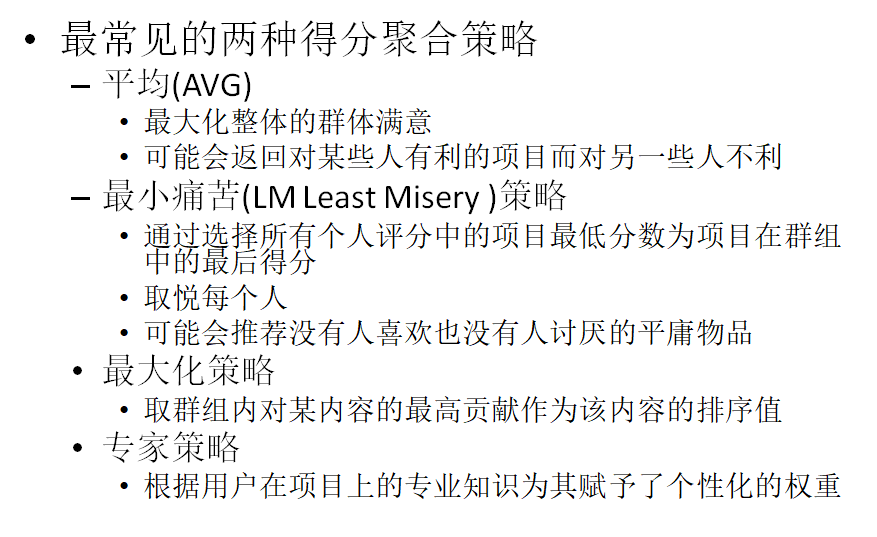 • 最常见的两种得分聚合策略
– 平均(AVG)
• 最大化整体的群体满意
• 可能会返回对某些人有利的项目而对另一些人不利
– 最小痛苦(LM Least Misery )策略
• 通过选择所有个人评分中的项目最低分数为项目在群组
中的最后得分
• 取悦每个人
• 可能会推荐没有人喜欢也没有人讨厌的平庸物品
• 最大化策略
• 取群组内对某内容的最高贡献作为该内容的排序值
• 专家策略
• 根据用户在项目上的专业知识为其赋予了个性化的权重